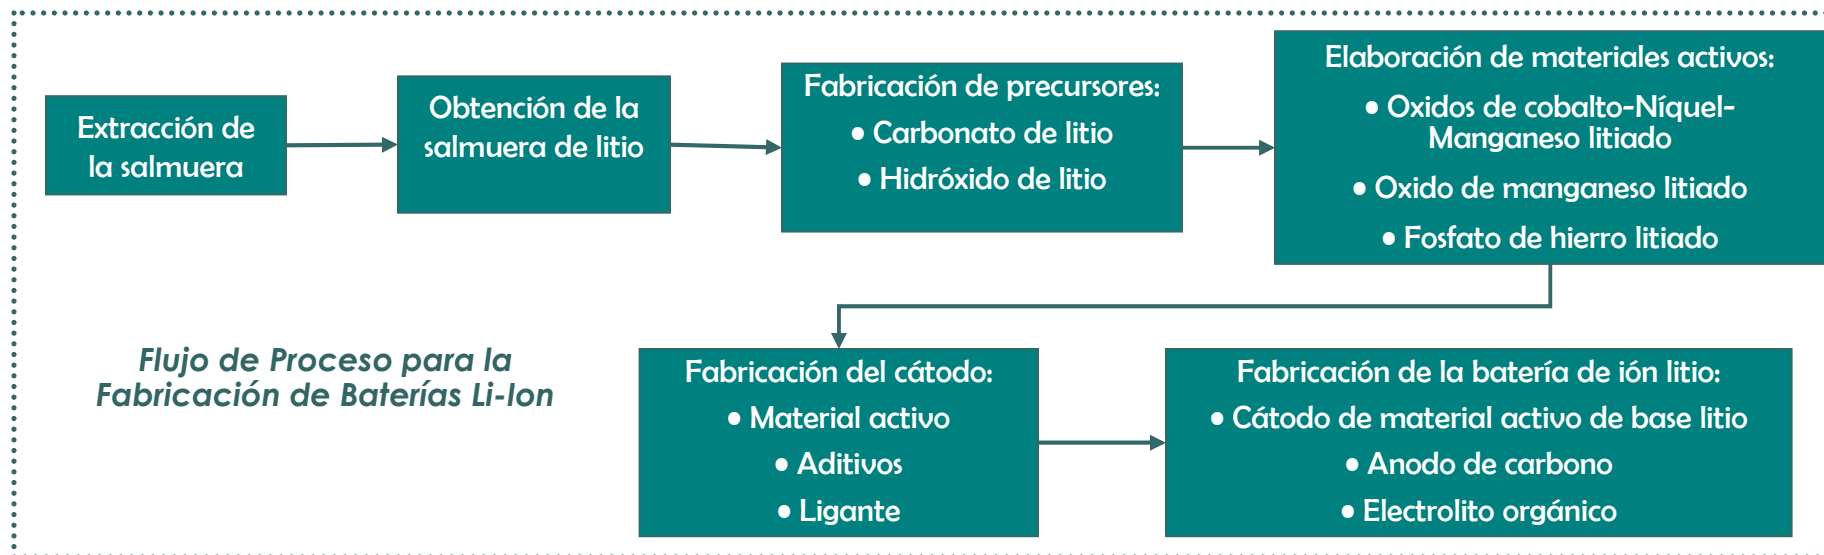 Extracción de
la salmuera
Obtención de la
salmuera de litio
Fabricación de precursores:
• Carbonato de litio
• Hidróxido de litio
Elaboración de materiales activos:
• Oxidos de cobalto-Níquel-
Manganeso litiado
• Oxido de manganeso litiado
• Fosfato de hierro litiado
Flujo de Proceso para la
Fabricación de Baterías Li-Ion
Fabricación del cátodo:
• Material activo
• Aditivos
• Ligante
Fabricación de la batería de ión litio:
• Cátodo de material activo de base litio
• Anodo de carbono
• Electrolito orgánico